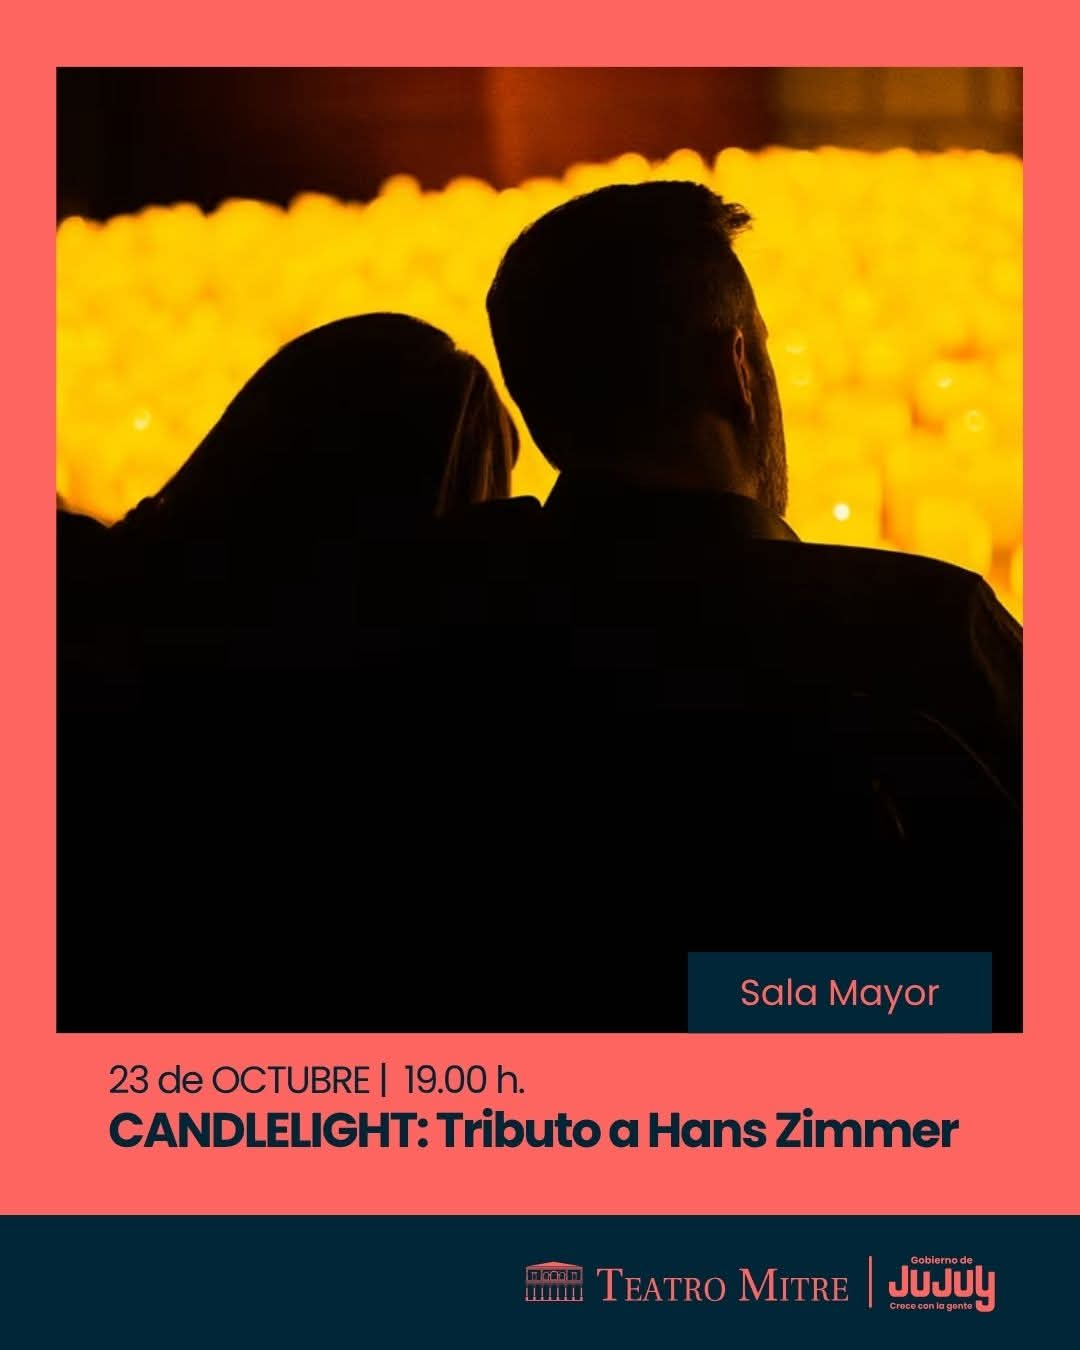 Sala Mayor
23 de OCTUBRE | 19.00 h.
CANDLELIGHT: Tributo a Hans Zimmer
TEATRO MITRE
Gobierno de
JUJUY
Crece con la gente